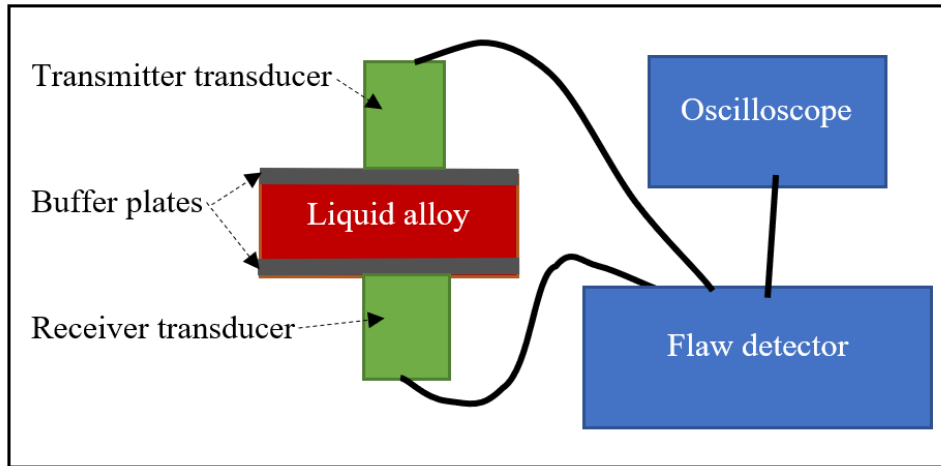 Transmitter transducer
Oscilloscope
Buffer plates
Liquid alloy
Receiver transducer
Flaw detector